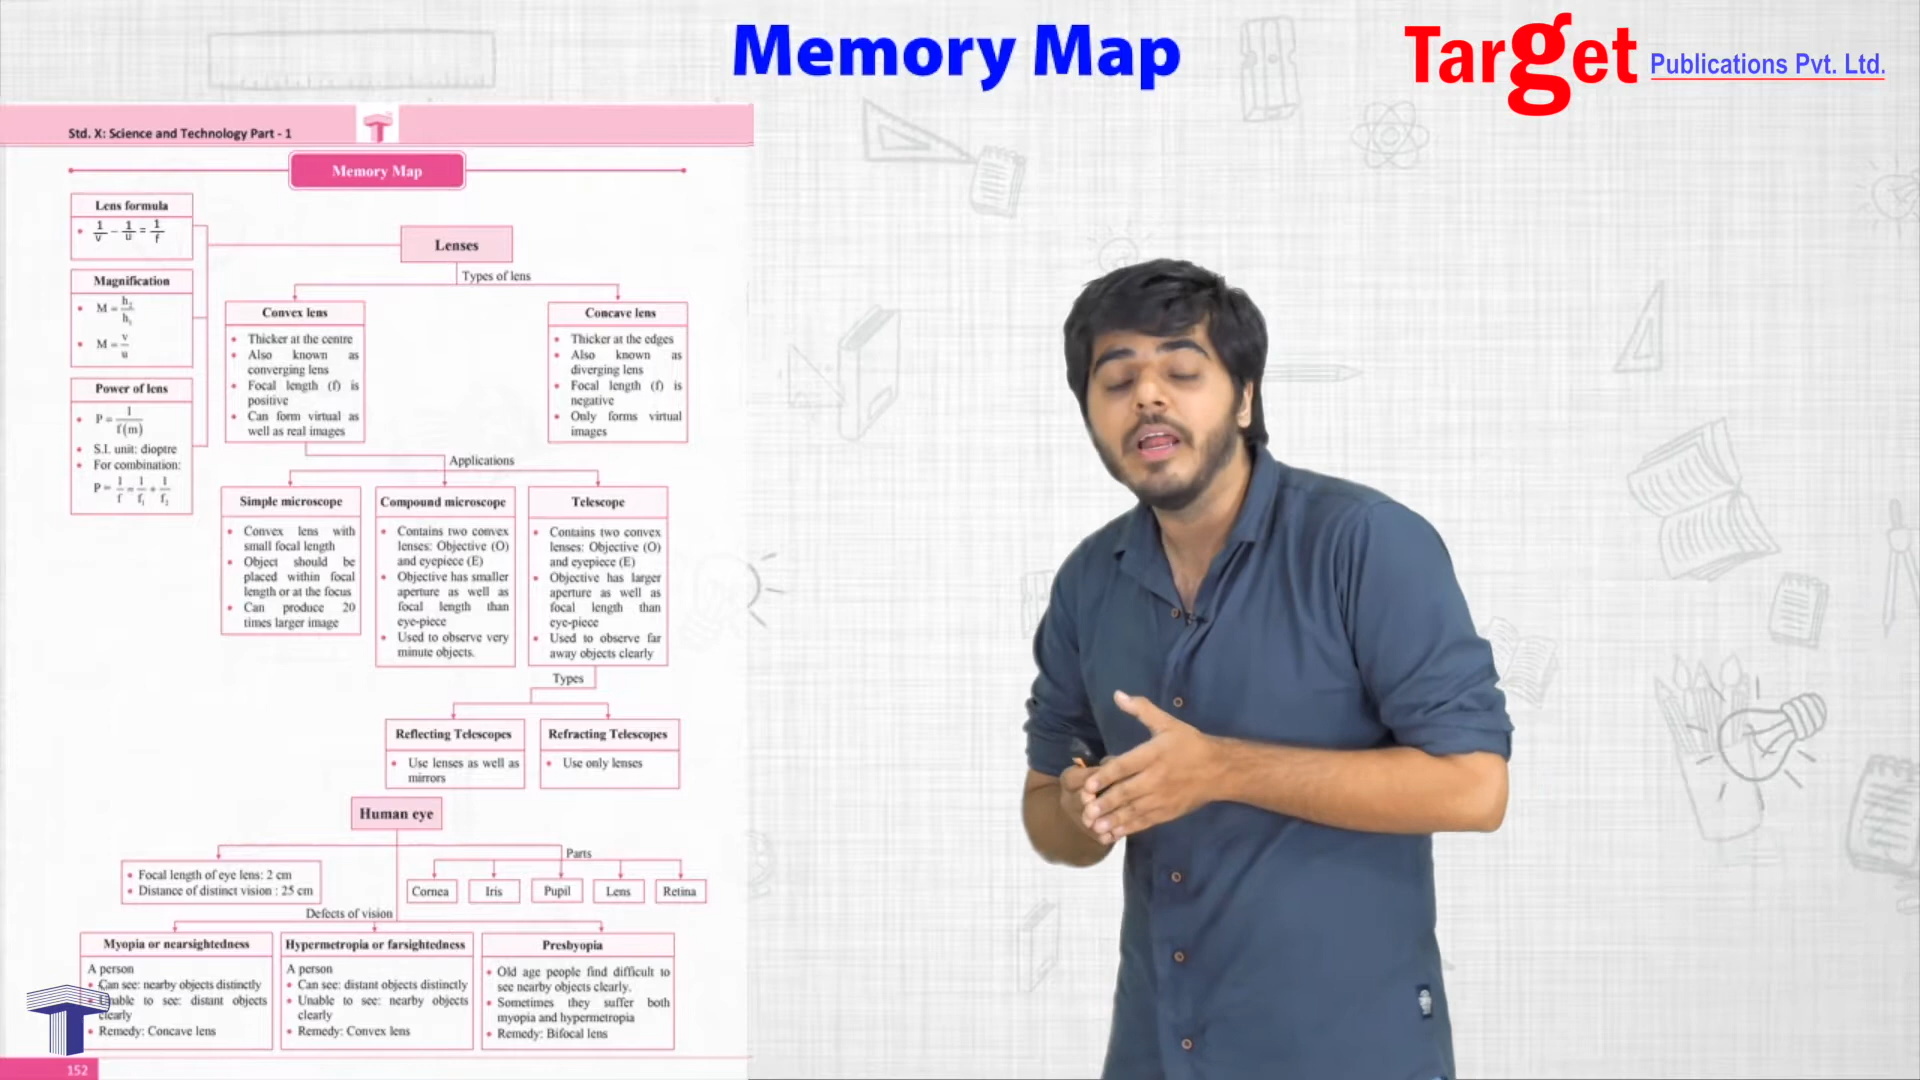 Memory Map
Target Publications Pvt. Ltd.
Std. X: Science and Technology Part - 1
Memory Map
Lens formula
• 1/v − 1/u = 1/f
Magnification
• M = h₂/h₁
• M = v/u
Power of lens
• P = 1/f(m)
• S.I. unit: dioptre
• For combination:
P = 1/f = 1/f₁ + 1/f₂
Lenses
Types of lens
Convex lens
• Thicker at the centre
• Also known as
converging lens
• Focal length (f) is
positive
• Can form virtual as
well as real images
Concave lens
• Thicker at the edges
• Also known as
diverging lens
• Focal length (f) is
negative
• Only forms virtual
images
Applications
Simple microscope
• Convex lens with
small focal length
• Object should be
placed within focal
length or at the focus
• Can produce 20
times larger image
Compound microscope
• Contains two convex
lenses: Objective (O)
and eyepiece (E)
• Objective has smaller
aperture as well as
focal length than
eye-piece
• Used to observe very
minute objects.
Telescope
• Contains two convex
lenses: Objective (O)
and eyepiece (E)
• Objective has larger
aperture as well as
focal length than
eye-piece
• Used to observe far
away objects clearly
Types
Reflecting Telescopes
• Use lenses as well as
mirrors
Refracting Telescopes
• Use only lenses
Human eye
• Focal length of eye lens: 2 cm
• Distance of distinct vision : 25 cm
Parts
Cornea
Iris
Pupil
Lens
Retina
Defects of vision
Myopia or nearsightedness
A person
• Can see: nearby objects distinctly
• Unable to see: distant objects
clearly
• Remedy: Concave lens
Hypermetropia or farsightedness
A person
• Can see: distant objects distinctly
• Unable to see: nearby objects
clearly
• Remedy: Convex lens
Presbyopia
• Old age people find difficult to
see nearby objects clearly.
• Sometimes they suffer both
myopia and hypermetropia
• Remedy: Bifocal lens
152